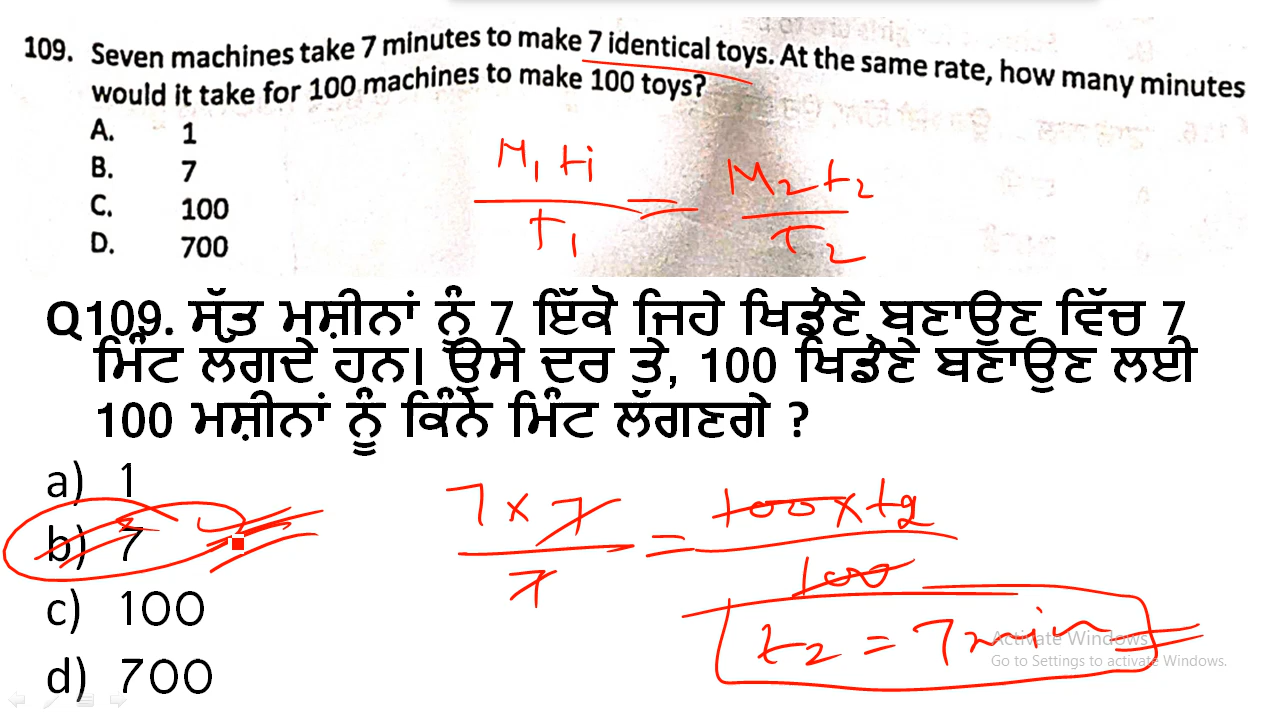 109. Seven machines take 7 minutes to make 7 identical toys. At the same rate, how many minutes
would it take for 100 machines to make 100 toys?
A. 1
B. 7
C. 100
D. 700
M₁ t₁ / T₁ = M₂ t₂ / T₂
Q109. ਸੱਤ ਮਸ਼ੀਨਾਂ ਨੂੰ 7 ਇੱਕੋ ਜਿਹੇ ਖਿਡੌਣੇ ਬਣਾਉਣ ਵਿੱਚ 7
ਮਿੰਟ ਲੱਗਦੇ ਹਨ। ਉਸੇ ਦਰ ਤੇ, 100 ਖਿਡੌਣੇ ਬਣਾਉਣ ਲਈ
100 ਮਸ਼ੀਨਾਂ ਨੂੰ ਕਿੰਨੇ ਮਿੰਟ ਲੱਗਣਗੇ ?
a) 1
b) 7
c) 100
d) 700
7 x 7 / 7 = 100 x t₂ / 100
t₂ = 7 min
Activate Windows
Go to Settings to activate Windows.